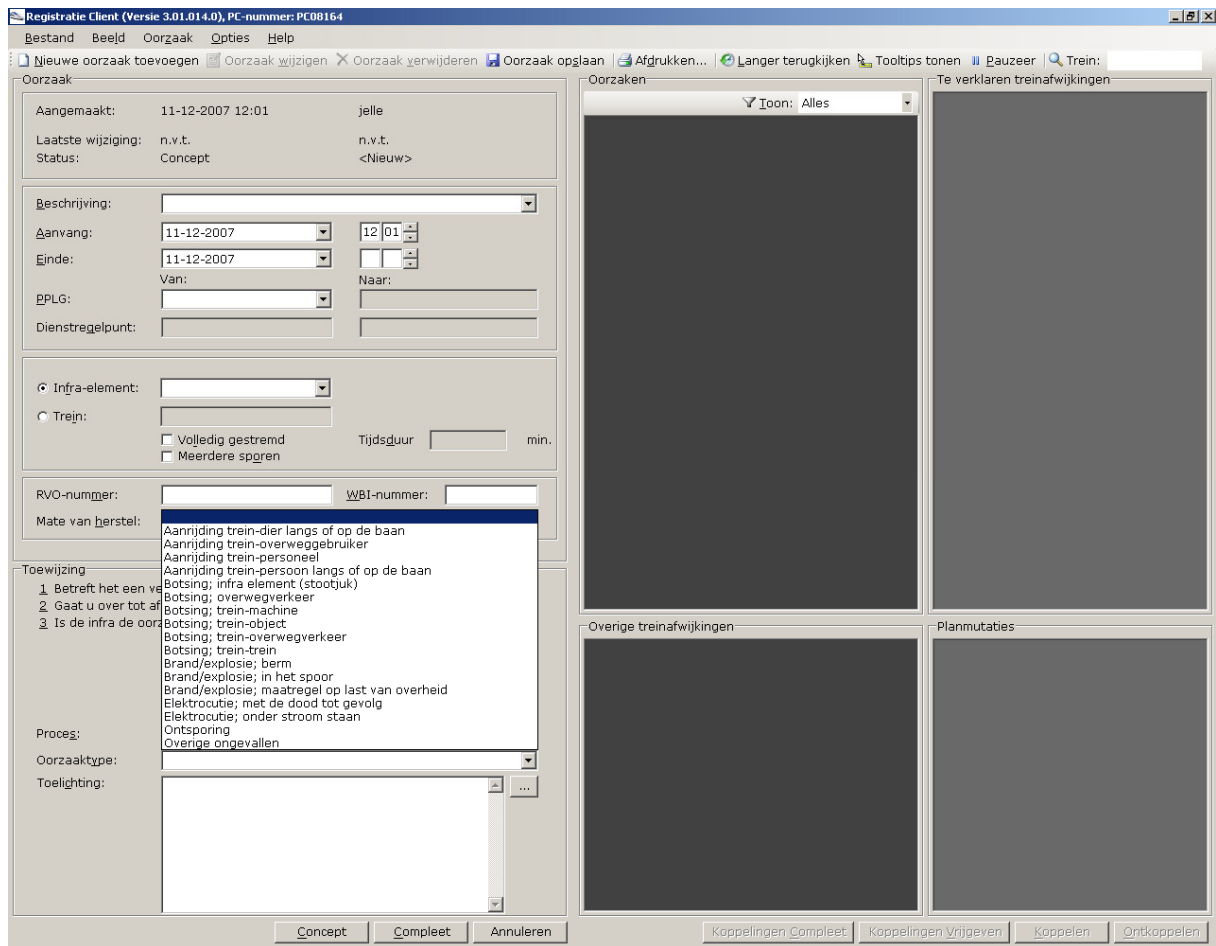 Registratie Client (Versie 3.01.014.0), PC-nummer: PC08164
Bestand Beeld Oorzaak Opties Help
Nieuwe oorzaak toevoegen Oorzaak wijzigen Oorzaak verwijderen Oorzaak opslaan Afdrukken... Langer terugkijken Tooltips tonen Pauzeer Trein:
Oorzaak
Aangemaakt: 11-12-2007 12:01 jelle
Laatste wijziging: n.v.t. n.v.t.
Status: Concept <Nieuw>
Beschrijving:
Aanvang: 11-12-2007 12 01
Einde: 11-12-2007
Van: Naar:
PPLG:
Dienstregelpunt:
Infra-element:
Trein:
Volledig gestremd Tijdsduur min.
Meerdere sporen
RVO-nummer: WBI-nummer:
Mate van herstel:
Aanrijding trein-dier langs of op de baan
Aanrijding trein-overweggebruiker
Aanrijding trein-personeel
Aanrijding trein-persoon langs of op de baan
Botsing; infra element (stootjuk)
Botsing; overwegverkeer
Botsing; trein-machine
Botsing; trein-object
Botsing; trein-overwegverkeer
Botsing; trein-trein
Brand/explosie; berm
Brand/explosie; in het spoor
Brand/explosie; maatregel op last van overheid
Elektrocutie; met de dood tot gevolg
Elektrocutie; onder stroom staan
Ontsporing
Overige ongevallen
Toewijzing
1 Betreft het een ve
2 Gaat u over tot af
3 Is de infra de oorz
Proces:
Oorzaaktype:
Toelichting:
...
Concept Compleet Annuleren
Oorzaken
Toon: Alles
Te verklaren treinafwijkingen
Overige treinafwijkingen
Planmutaties
Koppelingen Compleet Koppelingen Vrijgeven Koppelen Ontkoppelen